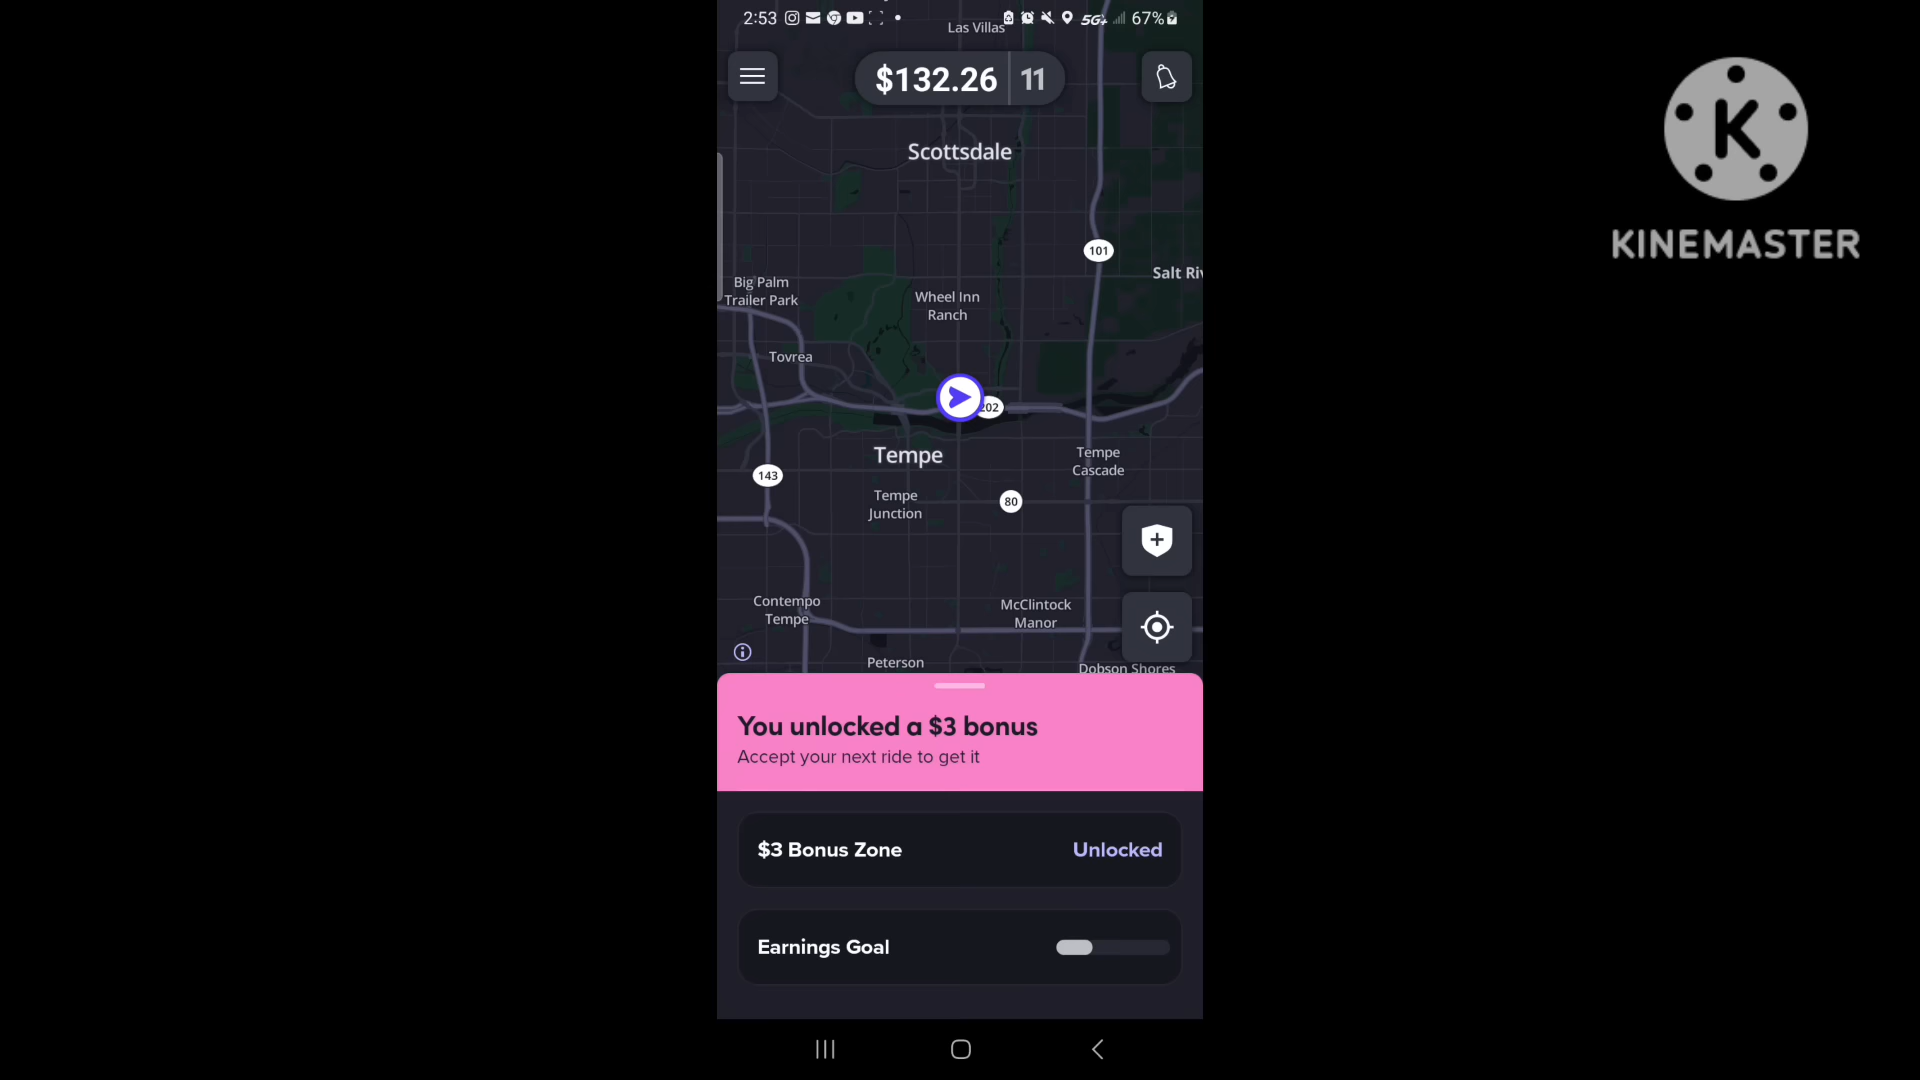 2:53
5G+
67%
Las Villas
$132.26 11
K
KINEMASTER
Scottsdale
101
Salt Riv
Big Palm
Trailer Park
Wheel Inn
Ranch
Tovrea
202
Tempe
Tempe
Cascade
143
Tempe
Junction
80
Contempo
Tempe
McClintock
Manor
Peterson
Dobson Shores
You unlocked a $3 bonus
Accept your next ride to get it
$3 Bonus Zone Unlocked
Earnings Goal